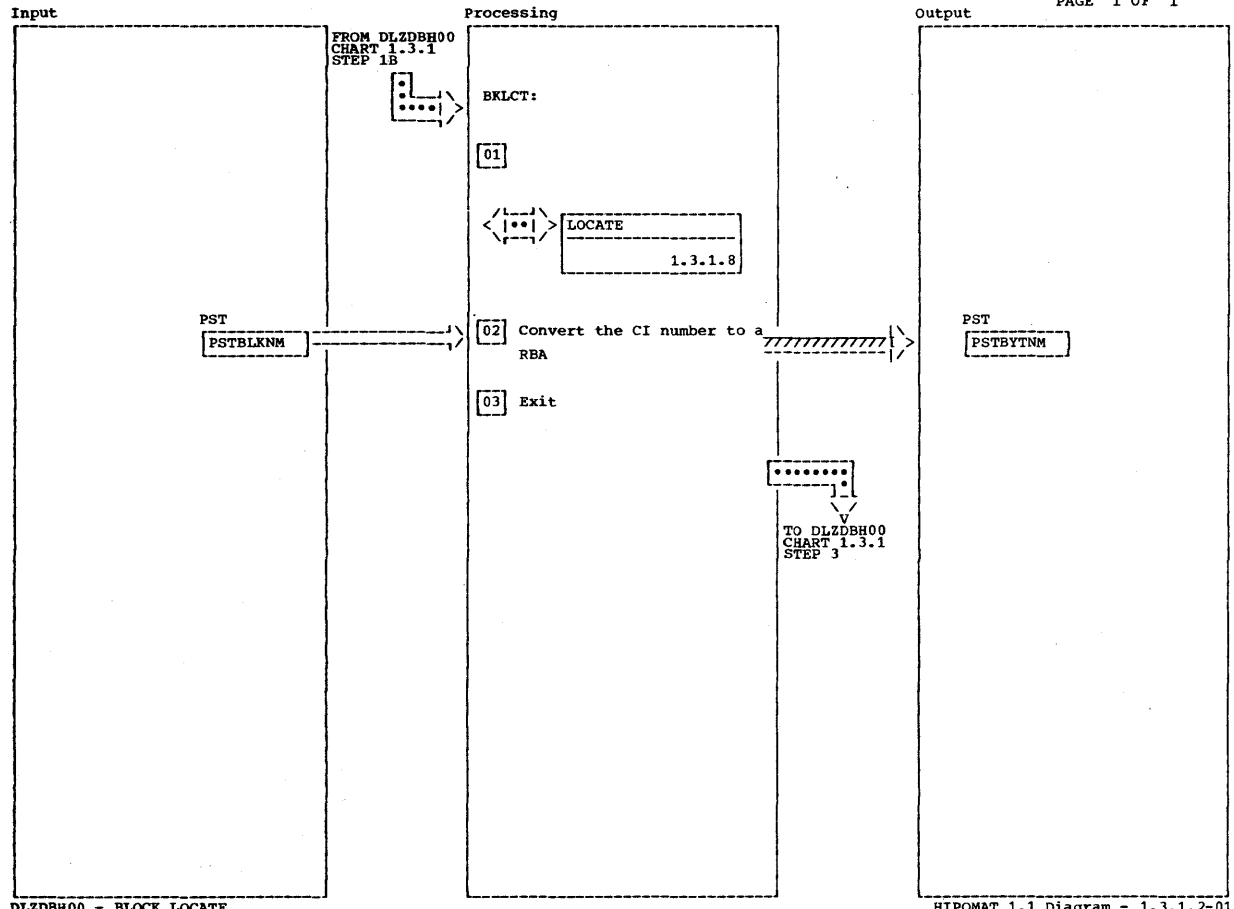 PAGE 1 OF 1
Input
Processing
Output
FROM DLZDBH00
CHART 1.3.1
STEP 1B
BKLCT:
01
LOCATE
1.3.1.8
PST
PSTBLKNM
02 Convert the CI number to a
RBA
PST
PSTBYTNM
03 Exit
TO DLZDBH00
CHART 1.3.1
STEP 3
DLZDBH00 - BLOCK LOCATE
HIPOMAT 1.1 Diagram - 1.3.1.2-01